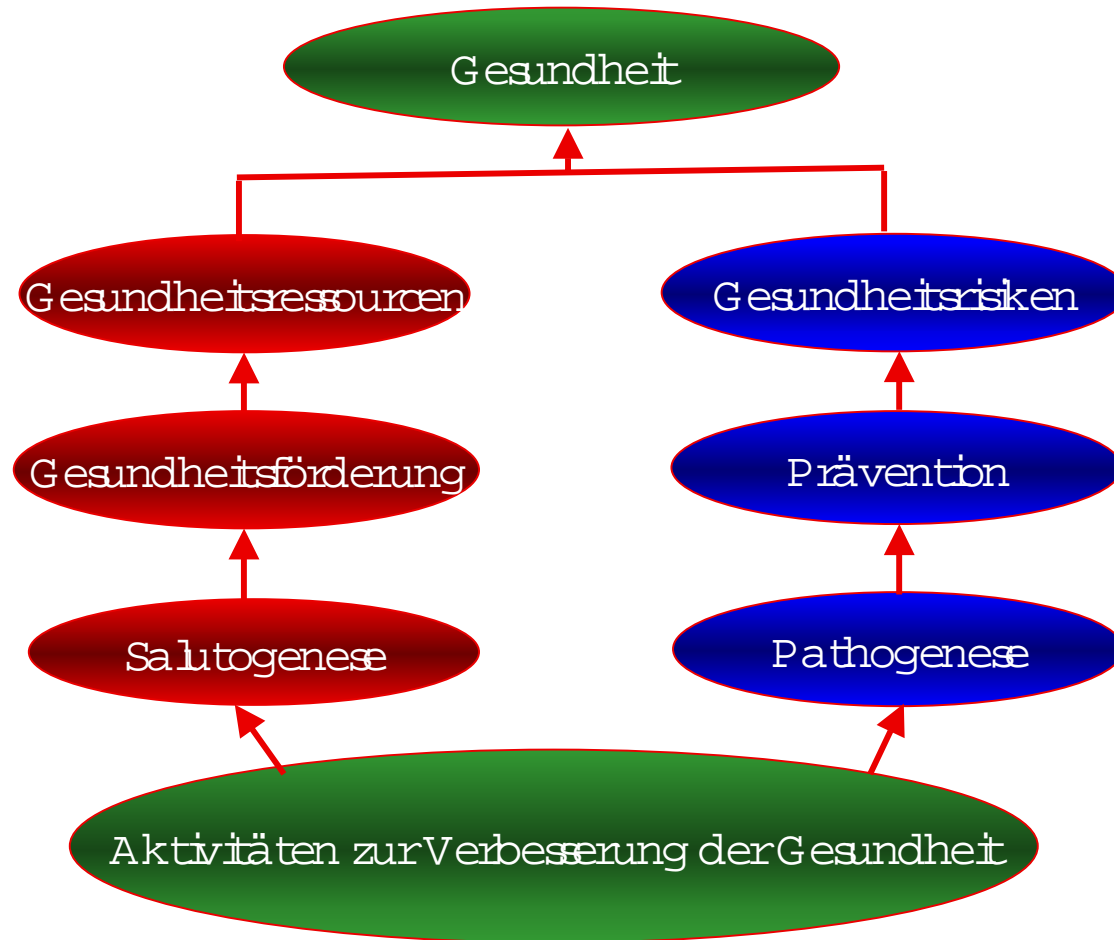 Gesundheit
Gesundheitsressourcen
Gesundheitsrisiken
Gesundheitsförderung
Prävention
Salutogenese
Pathogenese
Aktivitäten zur Verbesserung der Gesundheit